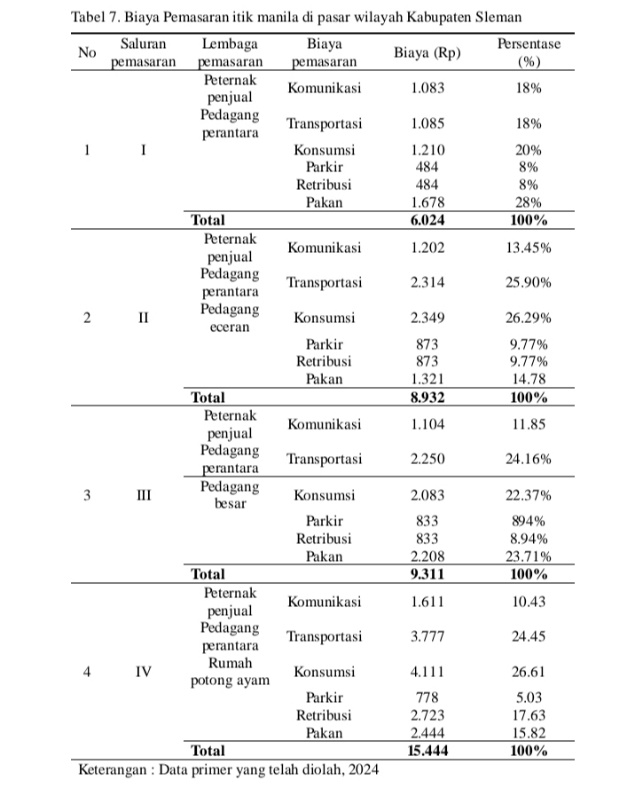 Tabel 7. Biaya Pemasaran itik manila di pasar wilayah Kabupaten Sleman
No Saluran pemasaran Lembaga pemasaran Biaya pemasaran Biaya (Rp) Persentase (%)
1 I Peternak penjual Komunikasi 1.083 18%
Pedagang perantara Transportasi 1.085 18%
Konsumsi 1.210 20%
Parkir 484 8%
Retribusi 484 8%
Pakan 1.678 28%
Total 6.024 100%
2 II Peternak penjual Komunikasi 1.202 13.45%
Pedagang perantara Transportasi 2.314 25.90%
Pedagang eceran Konsumsi 2.349 26.29%
Parkir 873 9.77%
Retribusi 873 9.77%
Pakan 1.321 14.78
Total 8.932 100%
3 III Peternak penjual Komunikasi 1.104 11.85
Pedagang perantara Transportasi 2.250 24.16%
Pedagang besar Konsumsi 2.083 22.37%
Parkir 833 894%
Retribusi 833 8.94%
Pakan 2.208 23.71%
Total 9.311 100%
4 IV Peternak penjual Komunikasi 1.611 10.43
Pedagang perantara Transportasi 3.777 24.45
Rumah potong ayam Konsumsi 4.111 26.61
Parkir 778 5.03
Retribusi 2.723 17.63
Pakan 2.444 15.82
Total 15.444 100%
Keterangan : Data primer yang telah diolah, 2024